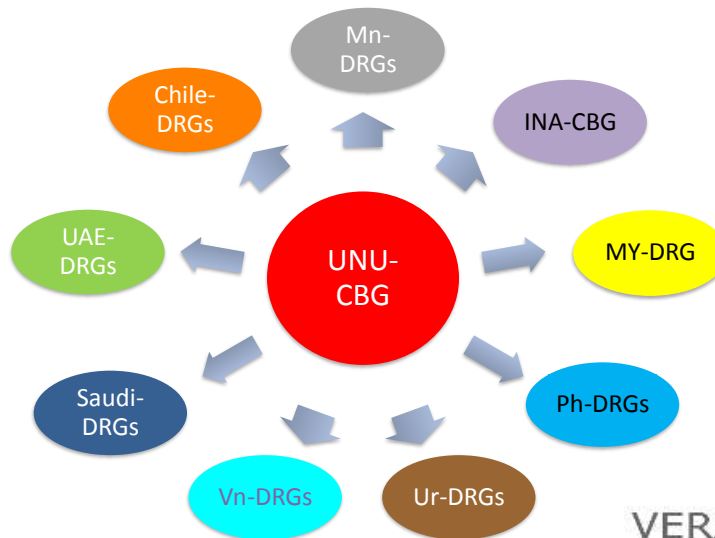 Mn-
DRGs
Chile-
DRGs
INA-CBG
UAE-
DRGs
UNU-
CBG
MY-DRG
Saudi-
DRGs
Ph-DRGs
Vn-DRGs
Ur-DRGs